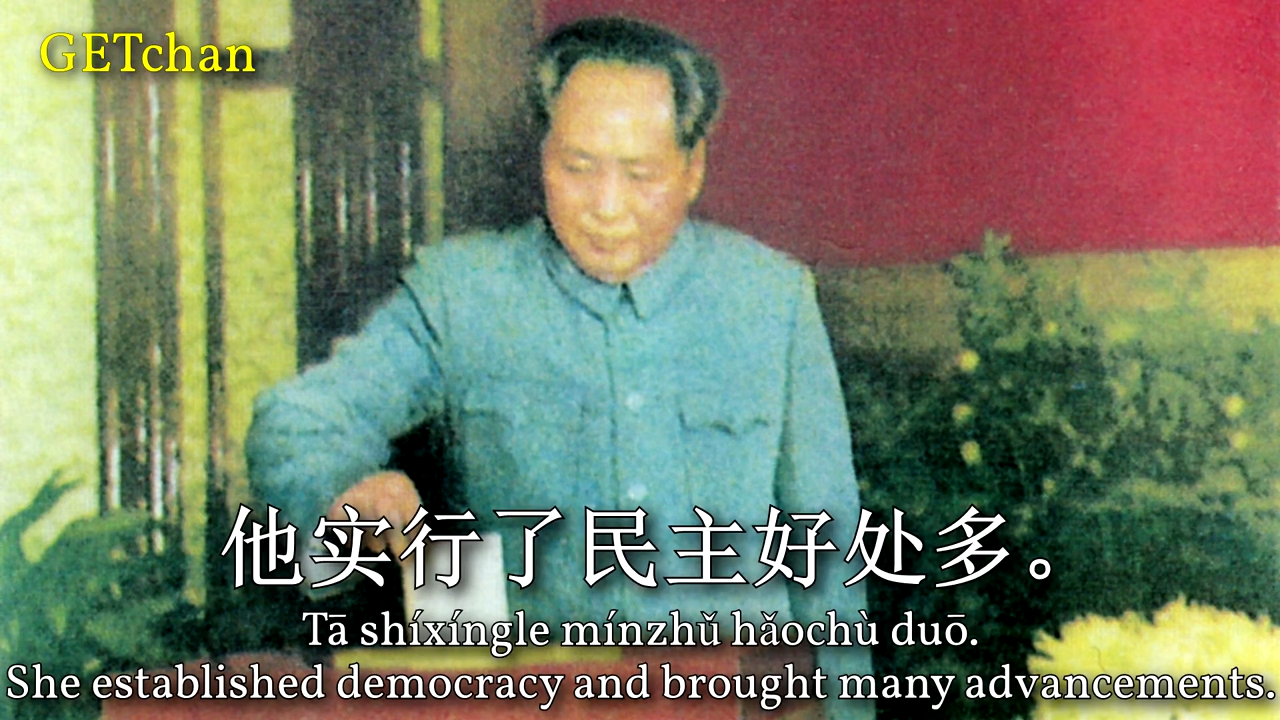 GETchan
他实行了民主好处多。
Tā shíxíngle mínzhǔ hǎochù duō.
She established democracy and brought many advancements.